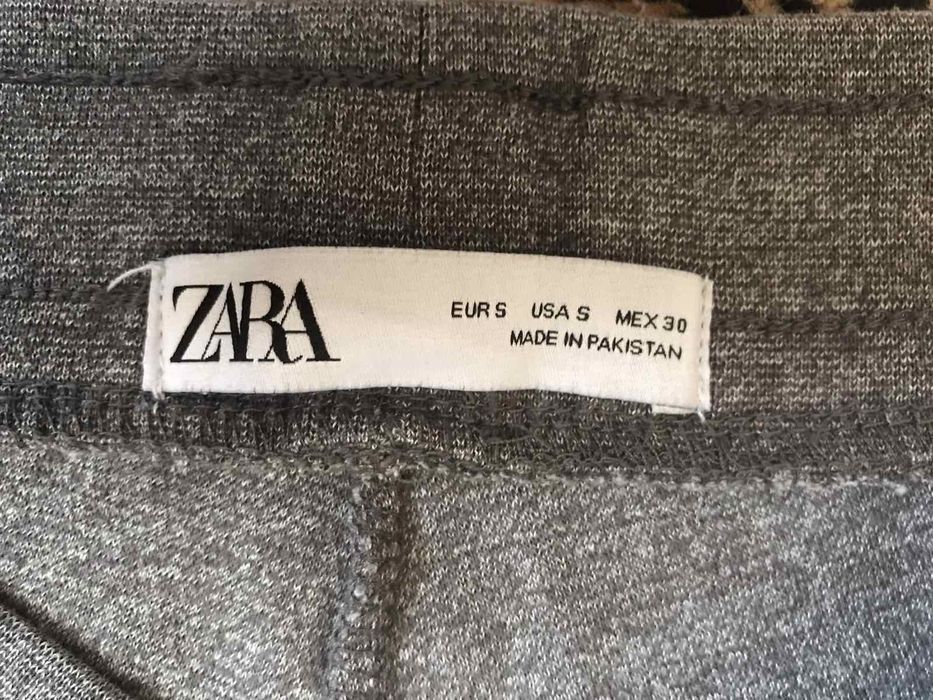 ZARA
EUR S USA S MEX 30
MADE IN PAKISTAN